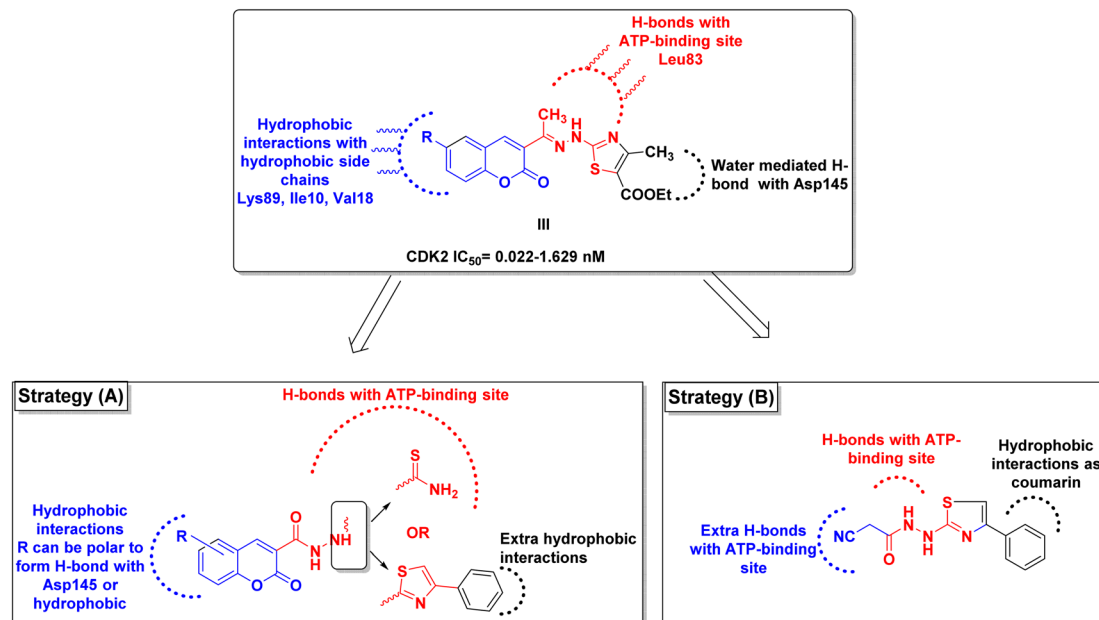 H-bonds with
ATP-binding site
Leu83
Hydrophobic
interactions with
hydrophobic side
chains
Lys89, Ile10, Val18
R
O
O
CH3
N
H
N
N
S
CH3
COOEt
Water mediated H-
bond with Asp145
III
CDK2 IC50= 0.022-1.629 nM
Strategy (A)
H-bonds with ATP-binding site
Hydrophobic
interactions
R can be polar to
form H-bond with
Asp145 or
hydrophobic
R
O
O
O
N
H
NH
S
NH2
OR
S
N
Extra hydrophobic
interactions
Strategy (B)
H-bonds with ATP-
binding site
Hydrophobic
interactions as
coumarin
Extra H-bonds
with ATP-binding
site
NC
O
H
N
N
H
S
N